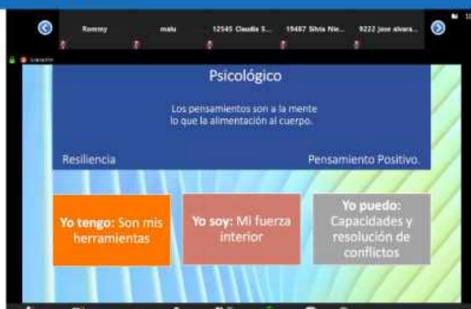 Rommy
malu
12545 Claudia S...
19487 Silvia Nie...
9222 jose alvara...
Psicológico
Los pensamientos son a la mente
lo que la alimentación al cuerpo.
Resiliencia
Pensamiento Positivo.
Yo tengo: Son mis
herramientas
Yo soy: Mi fuerza
interior
Yo puedo:
Capacidades y
resolución de
conflictos